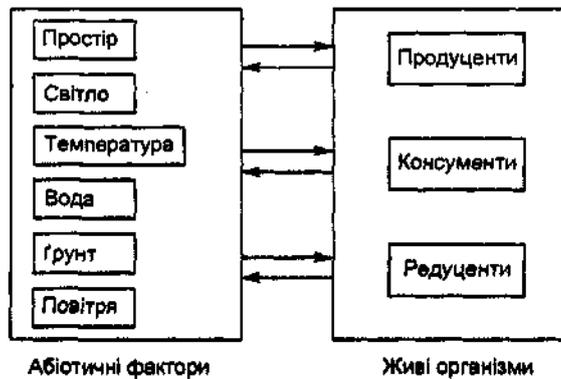 Простір
Світло
Температура
Вода
Ґрунт
Повітря
Продуценти
Консументи
Редуценти
Абіотичні фактори
Живі організми